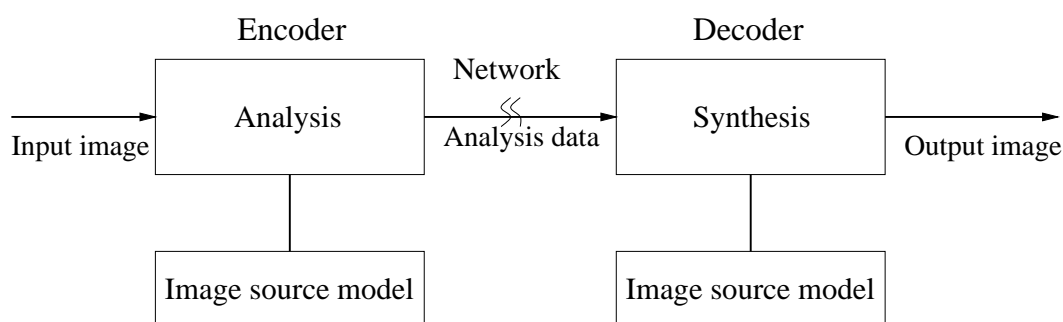 Encoder
Decoder
Network
Analysis
Synthesis
Input image
Analysis data
Output image
Image source model
Image source model